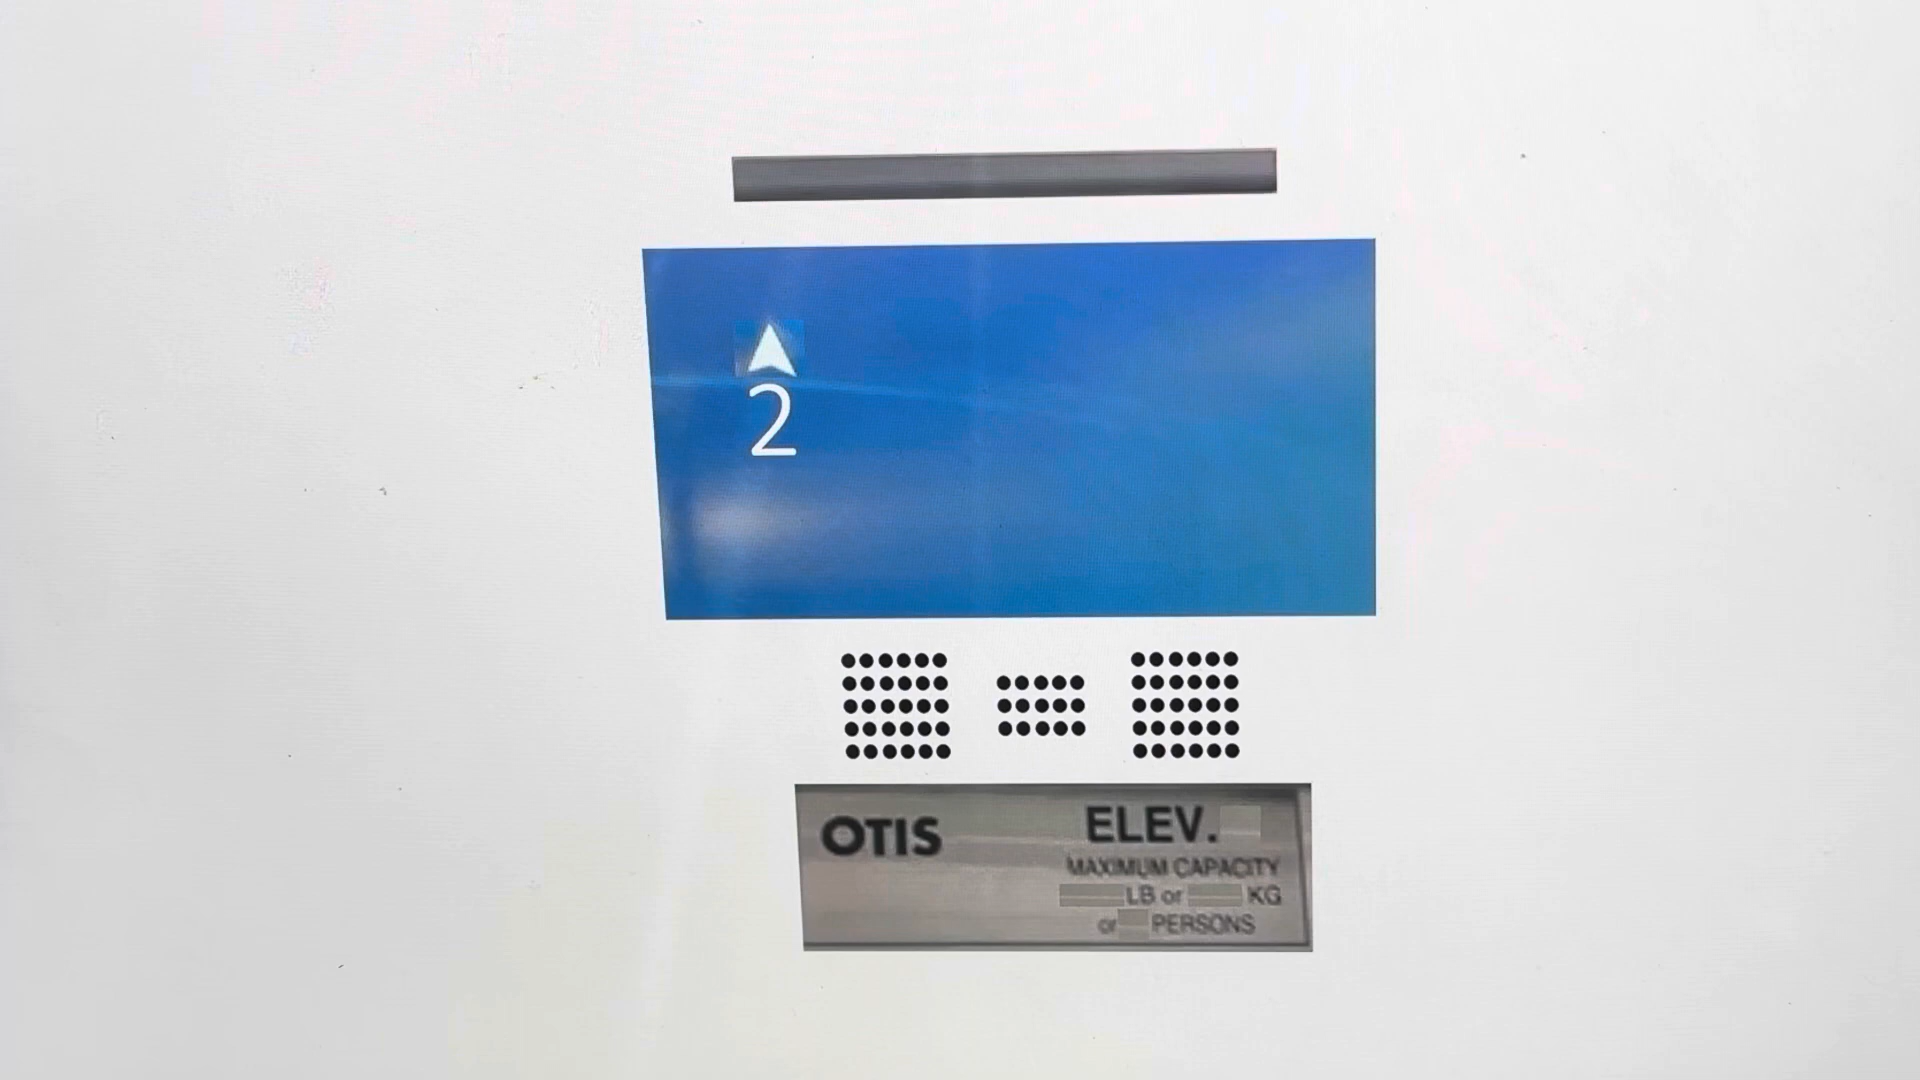 2
OTIS
ELEV.
MAXIMUM CAPACITY
LB or KG
or PERSONS